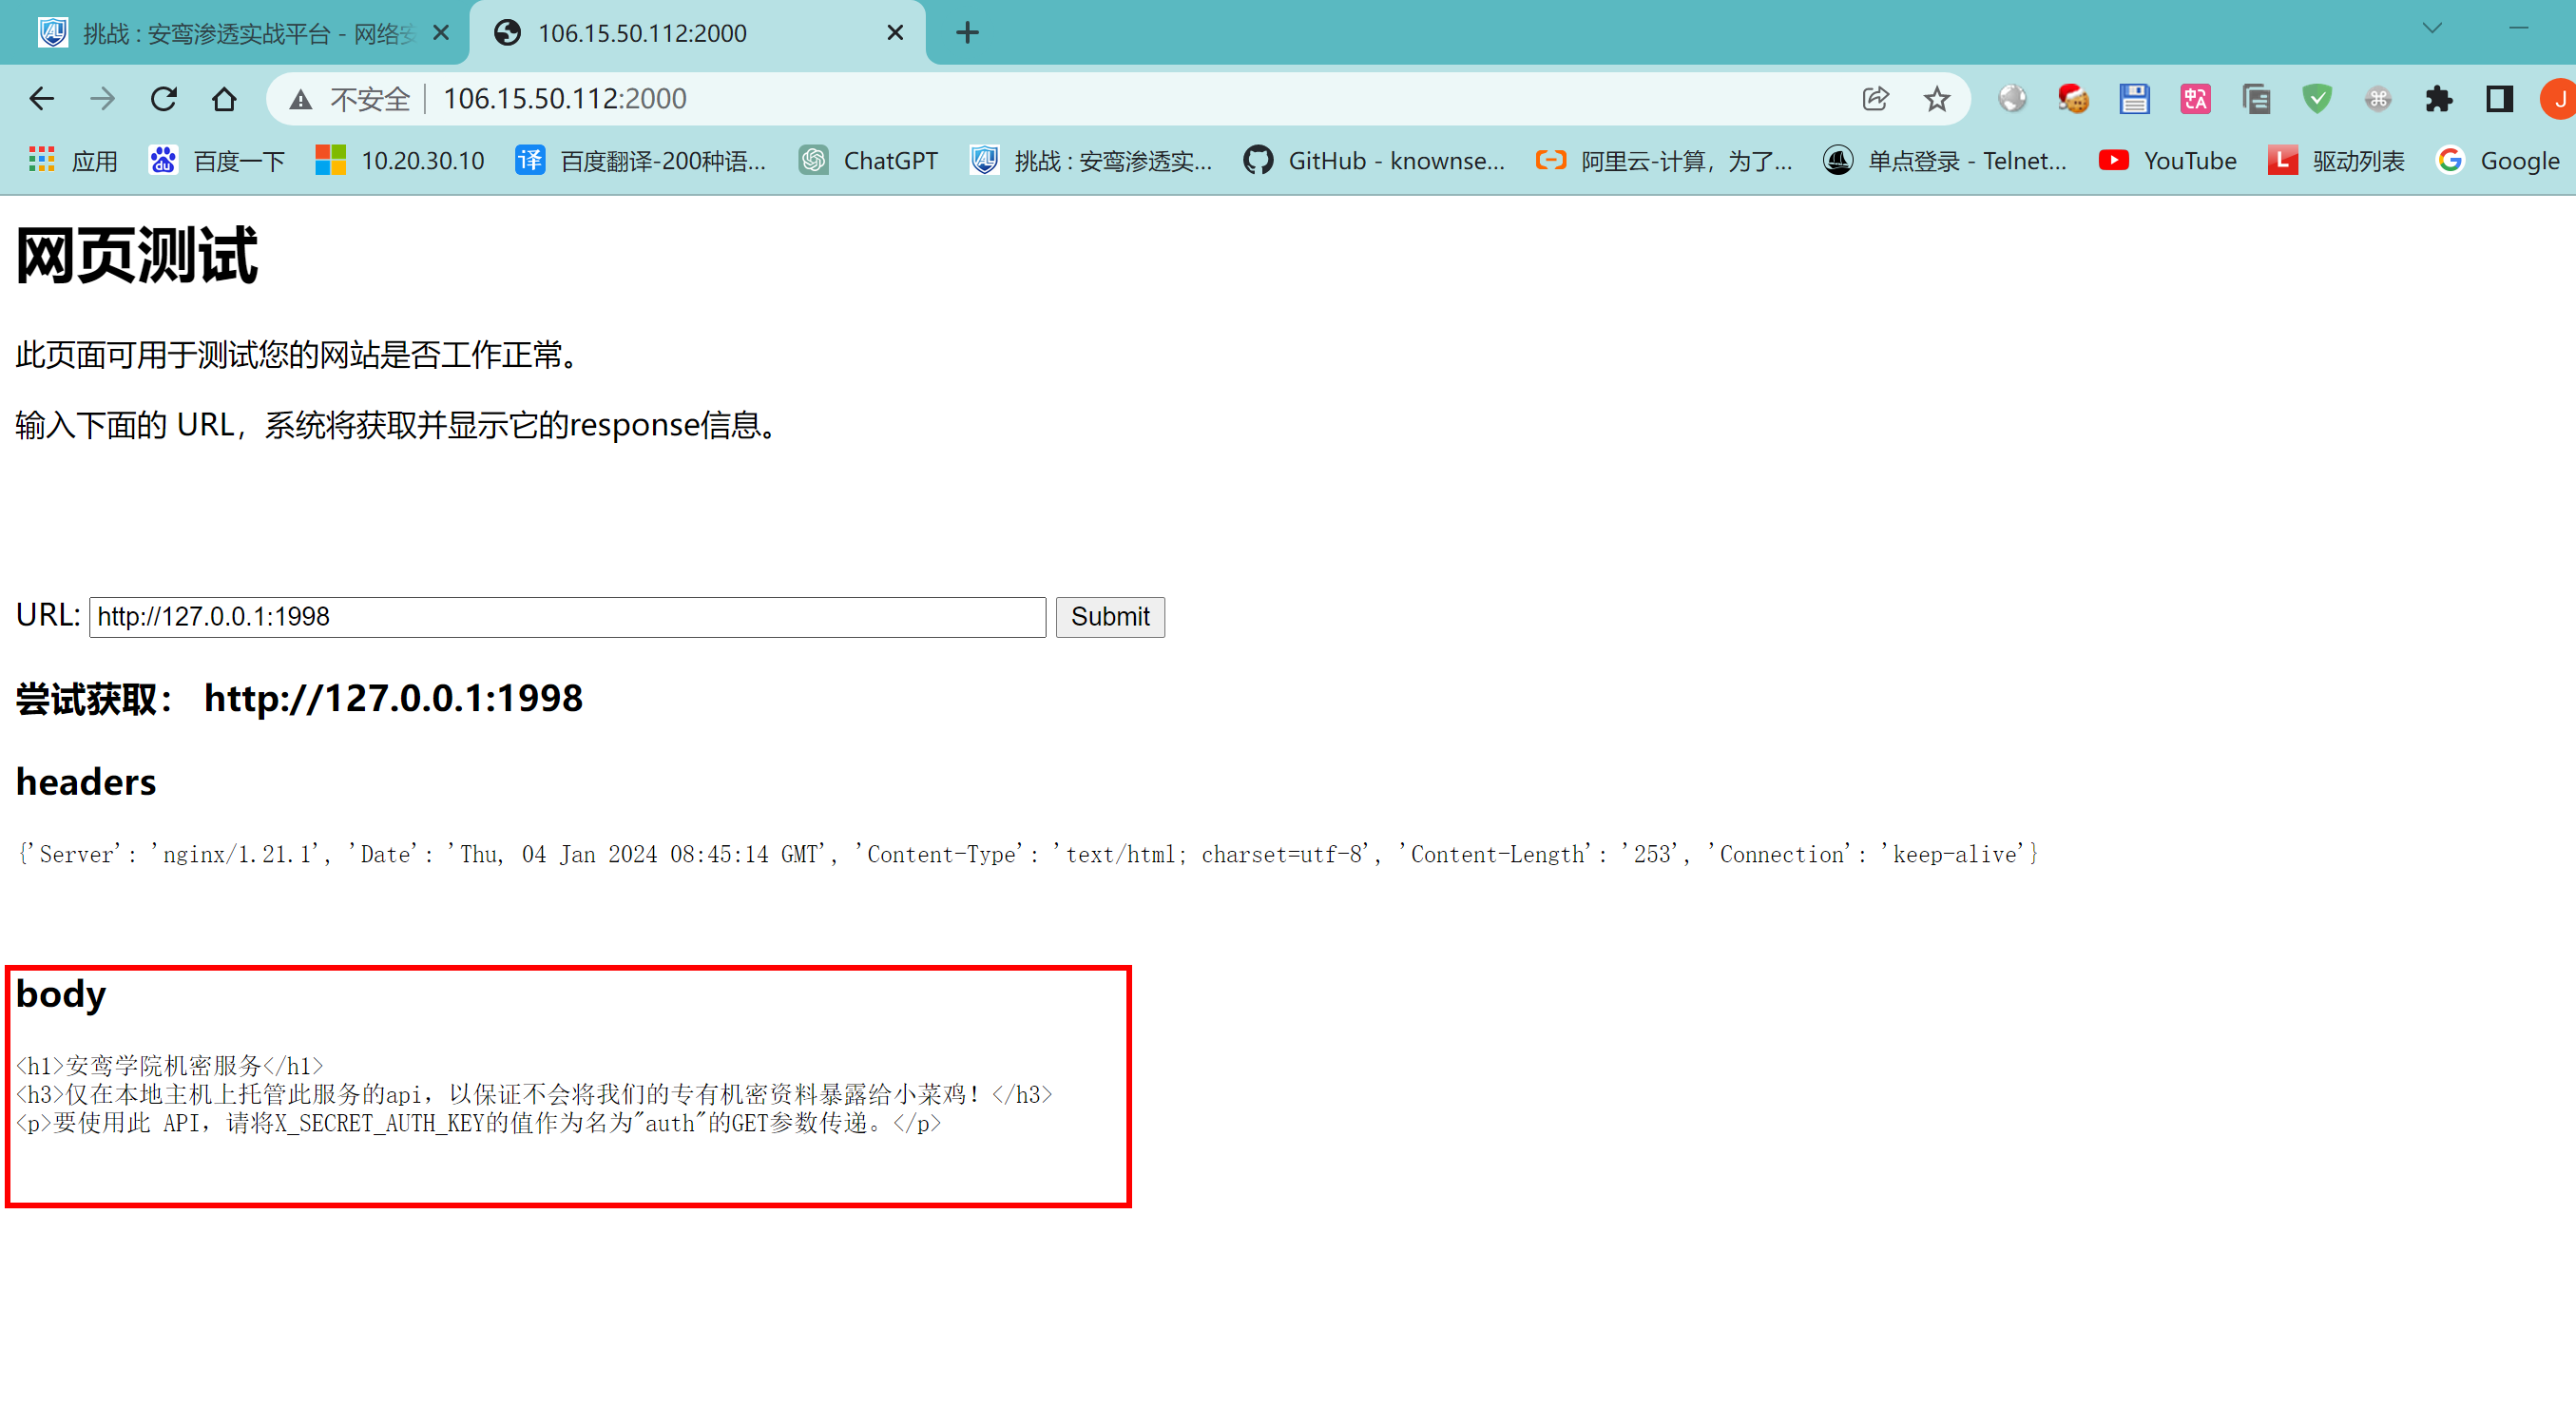 挑战 : 安鸾渗透实战平台 - 网络安
106.15.50.112:2000
不安全
106.15.50.112:2000
J
应用
百度一下
10.20.30.10
译
百度翻译-200种语...
ChatGPT
挑战 : 安鸾渗透实...
GitHub - knownse...
阿里云-计算，为了...
单点登录 - Telnet...
YouTube
L
驱动列表
Google
网页测试
此页面可用于测试您的网站是否工作正常。
输入下面的 URL，系统将获取并显示它的response信息。
URL: http://127.0.0.1:1998 Submit
尝试获取： http://127.0.0.1:1998
headers
{'Server': 'nginx/1.21.1', 'Date': 'Thu, 04 Jan 2024 08:45:14 GMT', 'Content-Type': 'text/html; charset=utf-8', 'Content-Length': '253', 'Connection': 'keep-alive'}
body
<h1>安鸾学院机密服务</h1>
<h3>仅在本地主机上托管此服务的api，以保证不会将我们的专有机密资料暴露给小菜鸡！</h3>
<p>要使用此 API，请将X_SECRET_AUTH_KEY的值作为名为"auth"的GET参数传递。</p>